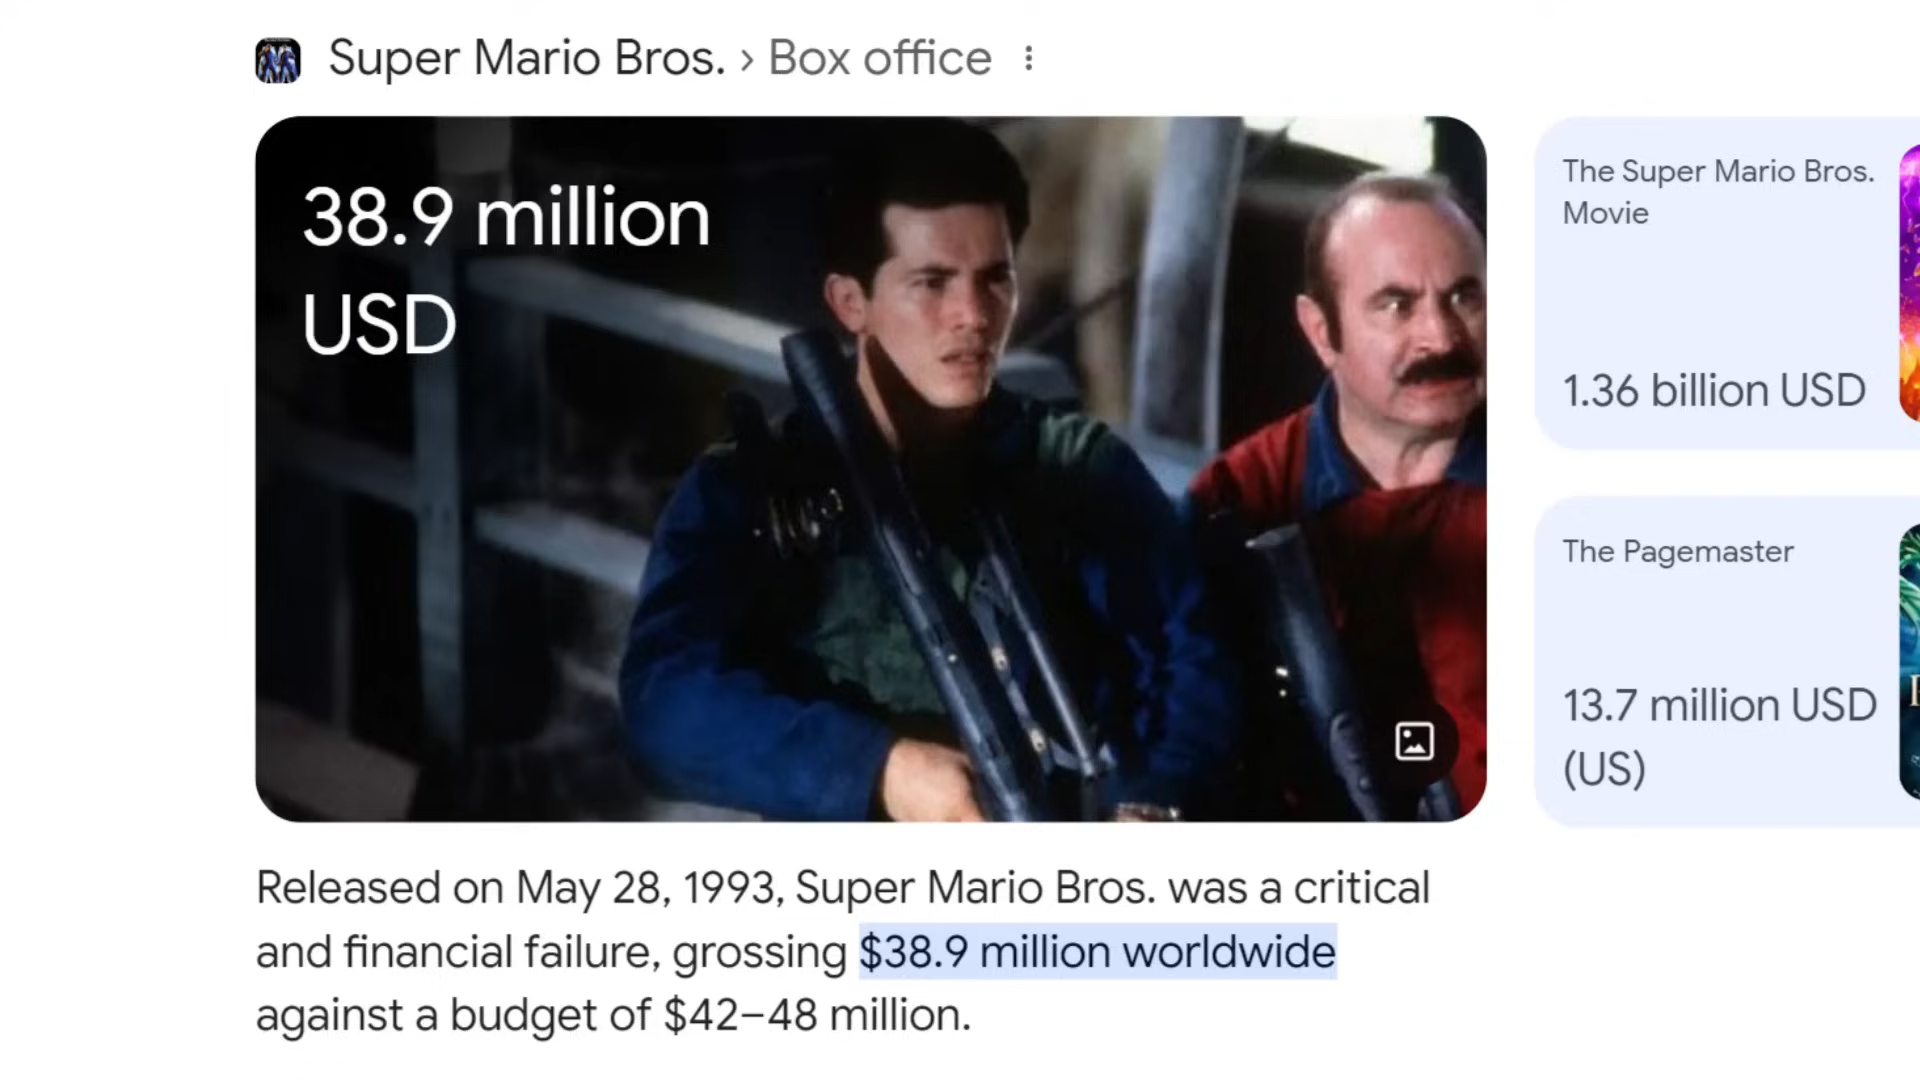 Super Mario Bros. › Box office
38.9 million
USD
The Super Mario Bros.
Movie
1.36 billion USD
The Pagemaster
13.7 million USD
(US)
Released on May 28, 1993, Super Mario Bros. was a critical
and financial failure, grossing $38.9 million worldwide
against a budget of $42–48 million.